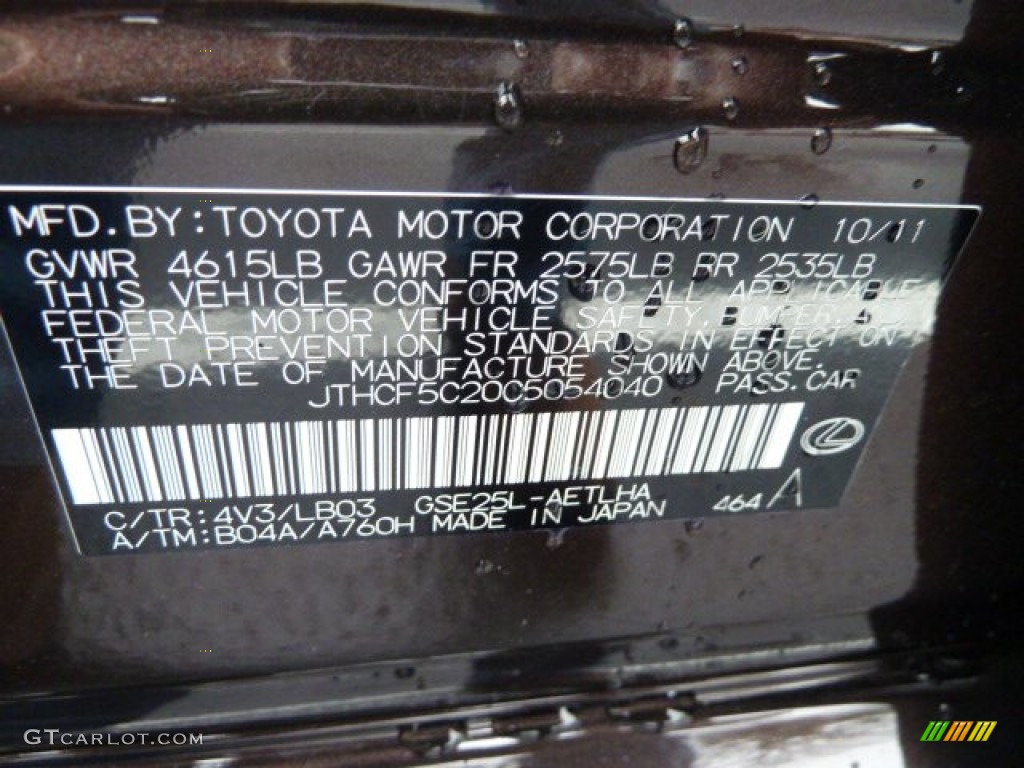 MFD. BY: TOYOTA MOTOR CORPORATION 10/11
GVWR 4615LB GAWR FR 2575LB RR 2535LB
THIS VEHICLE CONFORMS TO ALL APPLICABLE
FEDERAL MOTOR VEHICLE SAFETY, BUMPER,
THEFT PREVENTION STANDARDS IN EFFECT ON
THE DATE OF MANUFACTURE SHOWN ABOVE.
JTHCF5C20C5054040 PASS.CAR
C/TR: 4V3/LB03 GSE25L-AETLHA 464 A
A/TM: B04A/A760H MADE IN JAPAN
GTCARLOT.COM